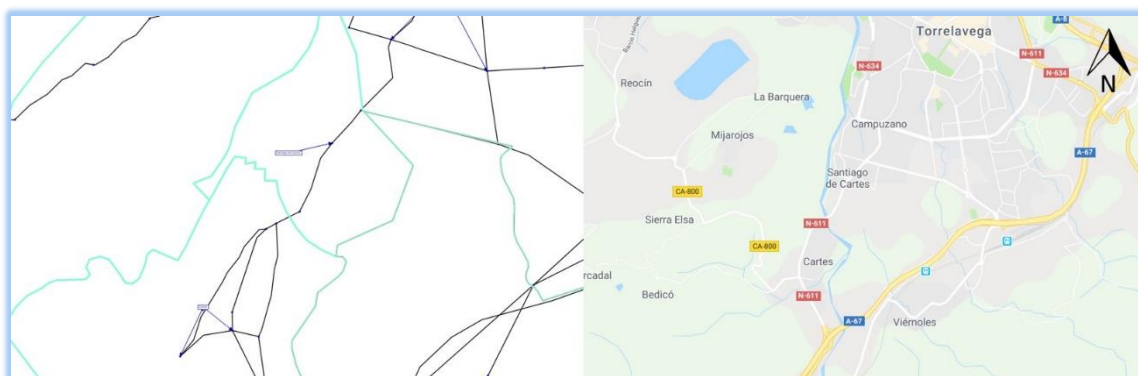 Torrelavega
A-8
N-611
N-634
N-634
N
Barrio
Reocín
La Barquera
Campuzano
Mijarojos
A-67
Santiago
de Cartes
CA-800
Sierra Elsa
N-611
CA-800
Cartes
rcadal
Bedicó
N-611
A-67
Viérnoles